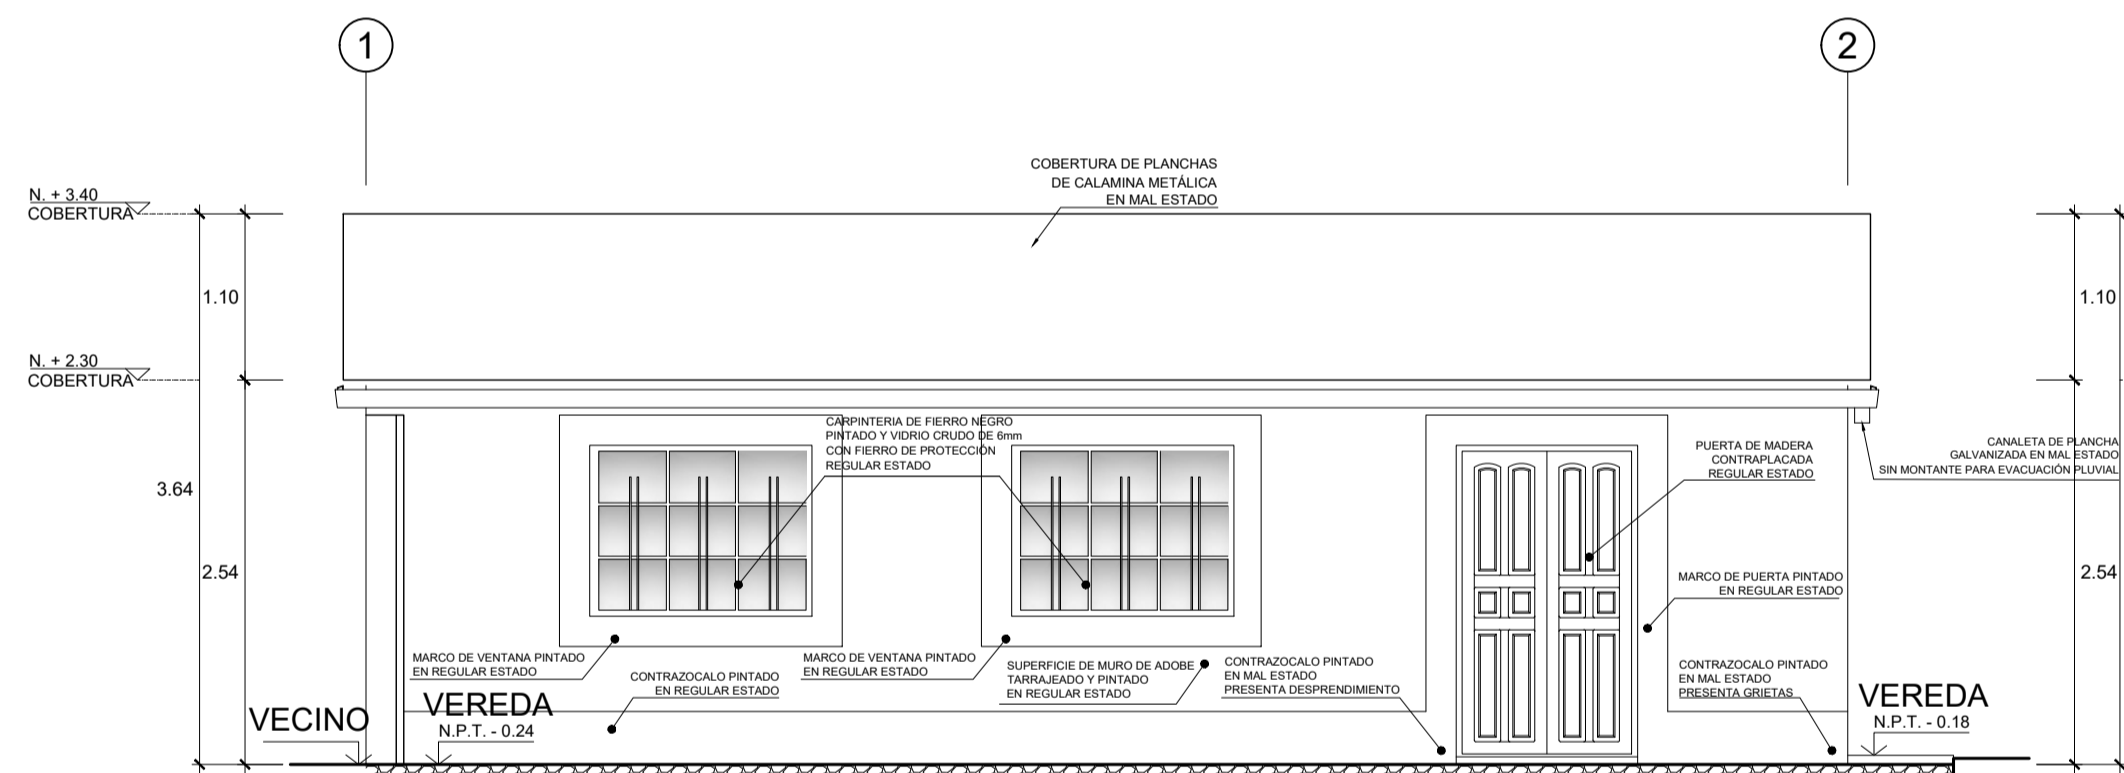 1
2
COBERTURA DE PLANCHAS
DE CALAMINA METÁLICA
EN MAL ESTADO
N. + 3.40
COBERTURA
1.10
1.10
N. + 2.30
COBERTURA
CARPINTERIA DE FIERRO NEGRO
PINTADO Y VIDRIO CRUDO DE 6mm
CON FIERRO DE PROTECCIÓN
REGULAR ESTADO
PUERTA DE MADERA
CONTRAPLACADA
REGULAR ESTADO
CANALETA DE PLANCHA
GALVANIZADA EN MAL ESTADO
SIN MONTANTE PARA EVACUACIÓN PLUVIAL
3.64
2.54
2.54
MARCO DE PUERTA PINTADO
EN REGULAR ESTADO
MARCO DE VENTANA PINTADO
EN REGULAR ESTADO
CONTRAZOCALO PINTADO
EN REGULAR ESTADO
MARCO DE VENTANA PINTADO
EN REGULAR ESTADO
SUPERFICIE DE MURO DE ADOBE
TARRAJEADO Y PINTADO
EN REGULAR ESTADO
CONTRAZOCALO PINTADO
EN MAL ESTADO
PRESENTA DESPRENDIMIENTO
CONTRAZOCALO PINTADO
EN MAL ESTADO
PRESENTA GRIETAS
VECINO
VEREDA
N.P.T. - 0.24
VEREDA
N.P.T. - 0.18